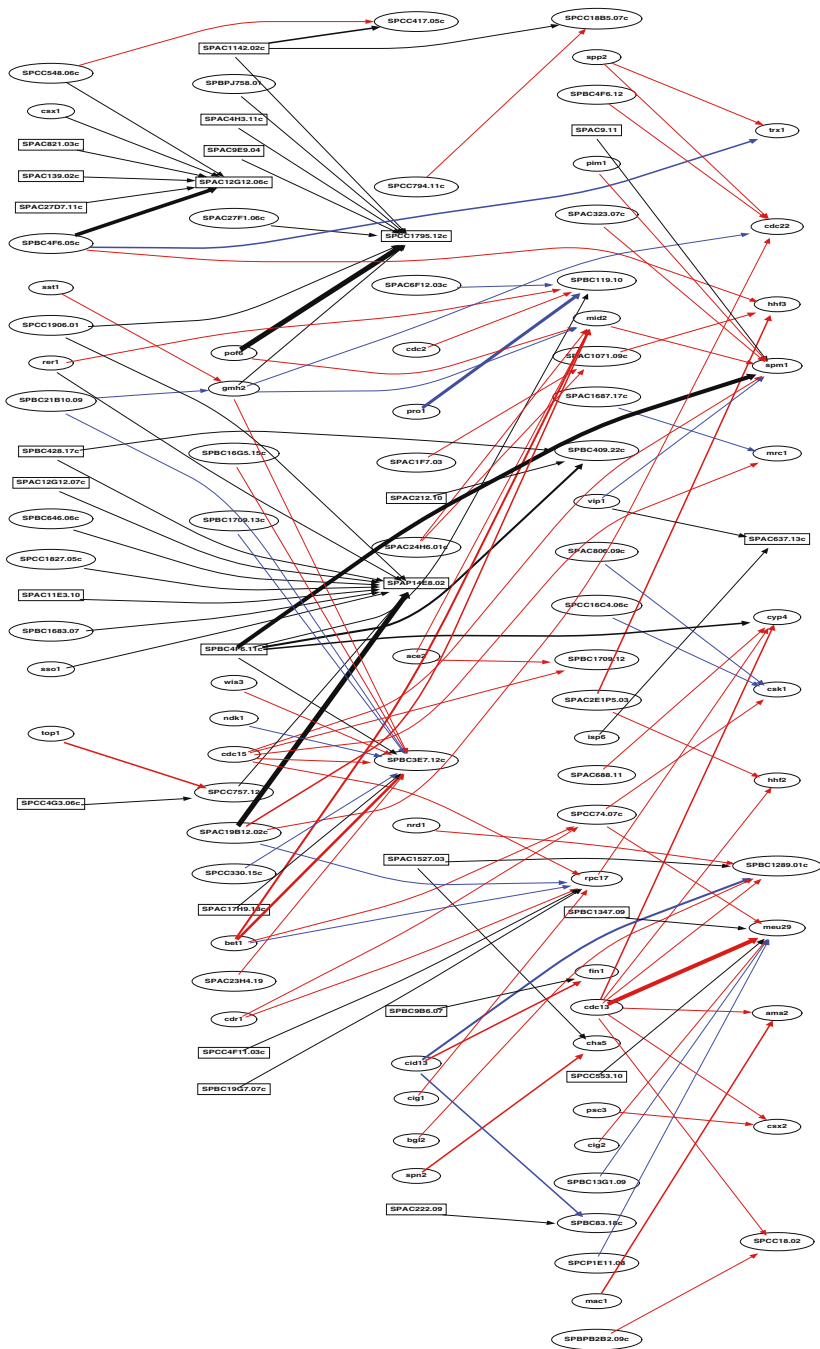 SPCC417.05c
SPCC18B5.07c
SPAC1142.02c
spp2
SPCC548.06c
SPBPJ758.01
SPBC4F6.12
csx1
SPAC4H3.11c
SPAC9.11
trx1
SPAC821.03c
SPAC9E9.04
pim1
SPAC139.02c
SPAC12G12.06c
SPCC794.11c
SPAC27D7.11c
SPAC27F1.06c
SPAC323.07c
cdc22
SPBC4F6.05c
SPCC1795.12c
sst1
SPAC6F12.03c
SPBC119.10
hhf3
SPCC1906.01
mid2
rer1
pof6
cdc2
SPAC1071.09c
spm1
gmh2
SPBC21B10.09
pro1
SPAC1687.17c
SPBC428.17c
SPBC16G5.15c
SPAC1F7.03
SPBC409.22c
mrc1
SPAC12G12.07c
SPAC212.10
vip1
SPBC646.06c
SPBC1709.13c
SPAC637.13c
SPCC1827.05c
SPAC24H6.01c
SPAC806.09c
SPAC11E3.10
SPAP14E8.02
SPCC16C4.06c
cyp4
SPBC1683.07
SPBC4F6.11c
sso1
ace2
SPBC1709.12
wis3
csk1
SPAC2E1P5.03
ndk1
top1
isp6
cdc15
SPBC3E7.12c
SPAC688.11
hhf2
SPCC757.12
SPCC4G3.06c
SPCC74.07c
SPAC19B12.02c
nrd1
SPAC1527.03
SPBC1289.01c
SPCC330.15c
rpc17
SPAC17H9.13c
SPBC1347.09
meu29
bet1
SPAC23H4.19
fin1
cdr1
SPBC9B6.07
cdc13
ams2
SPCC4F11.03c
chs5
cid13
SPCC553.10
SPBC19G7.07c
cig1
psc3
csx2
bgl2
cig2
spn2
SPBC13G1.09
SPAC222.09
SPBC83.18c
SPCC18.02
SPCP1E11.08
mac1
SPBPB2B2.09c